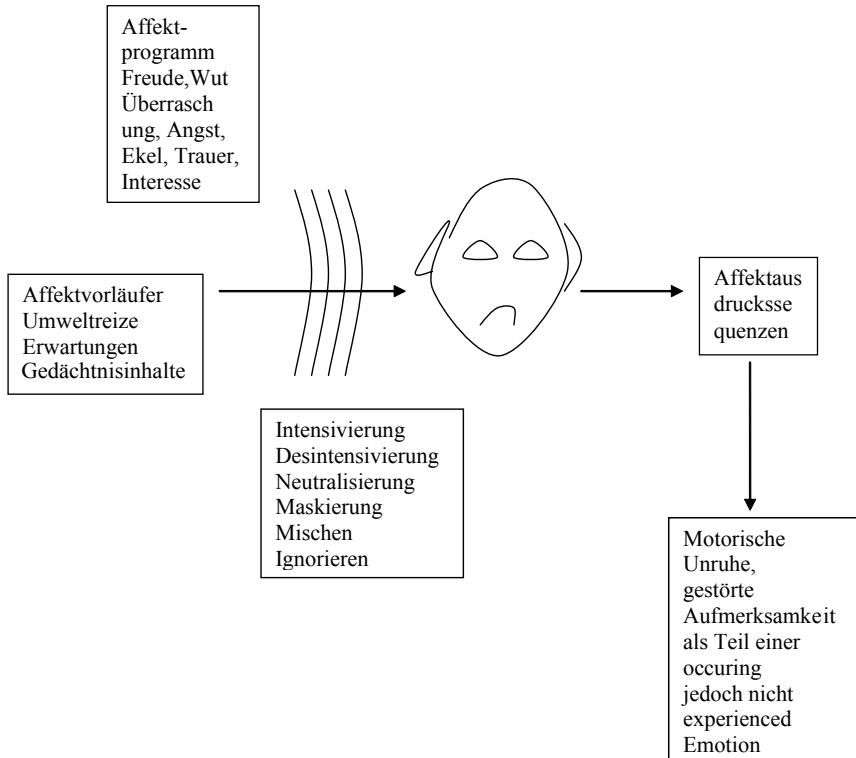 Affekt-
programm
Freude,Wut
Überrasch
ung, Angst,
Ekel, Trauer,
Interesse
Affektvorläufer
Umweltreize
Erwartungen
Gedächtnisinhalte
Intensivierung
Desintensivierung
Neutralisierung
Maskierung
Mischen
Ignorieren
Affektaus
drucksse
quenzen
Motorische
Unruhe,
gestörte
Aufmerksamkeit
als Teil einer
occuring
jedoch nicht
experienced
Emotion